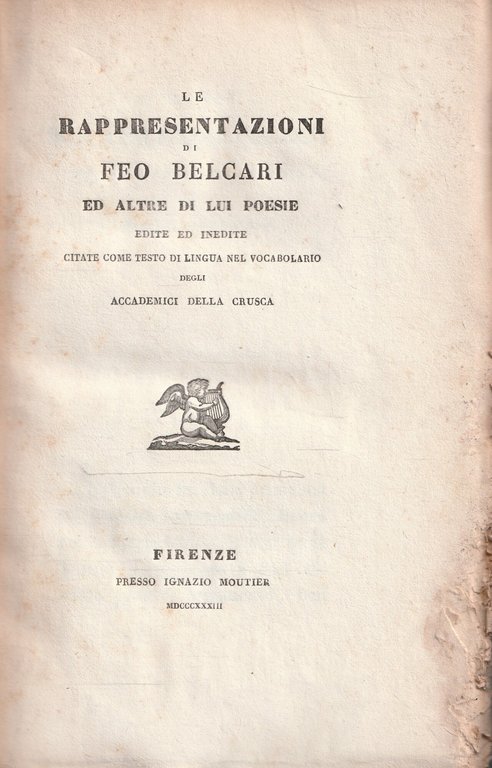 LE
RAPPRESENTAZIONI
DI
FEO BELCARI
ED ALTRE DI LUI POESIE
EDITE ED INEDITE
CITATE COME TESTO DI LINGUA NEL VOCABOLARIO
DEGLI
ACCADEMICI DELLA CRUSCA
FIRENZE
PRESSO IGNAZIO MOUTIER
MDCCCXXXIII